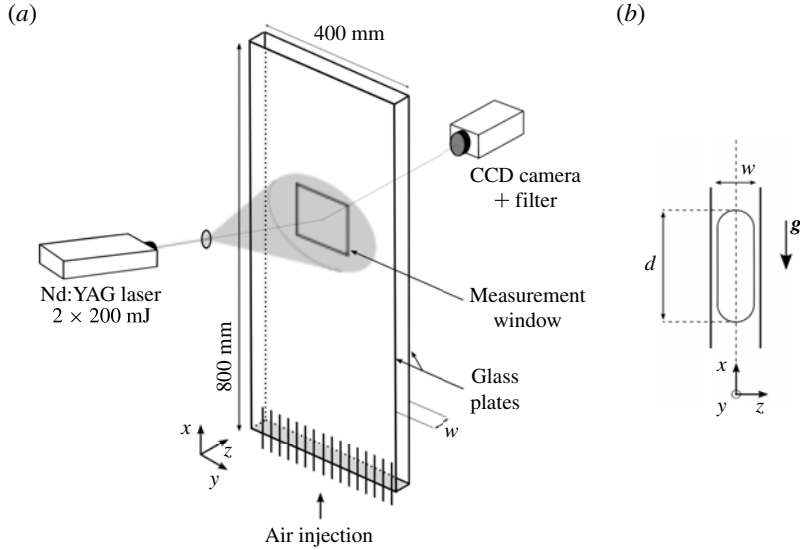 (a)
400 mm
CCD camera
+ filter
Nd:YAG laser
2 × 200 mJ
Measurement
window
800 mm
Glass
plates
w
x
z
y
Air injection
(b)
w
g
d
x
y
z